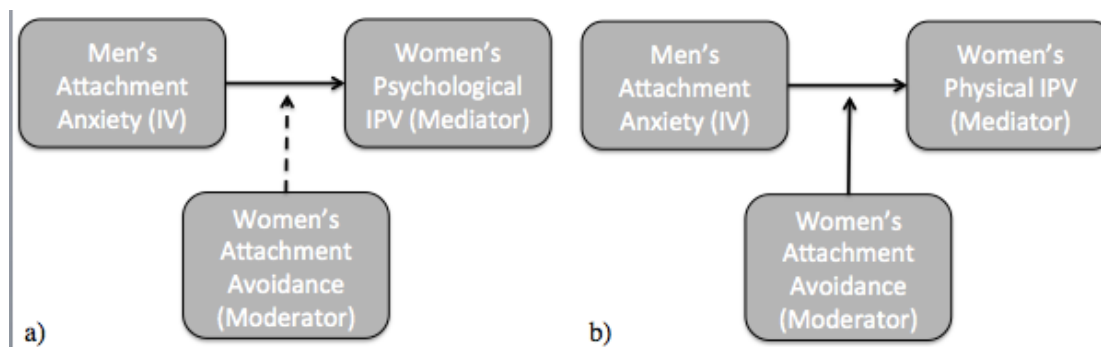 Men's
Attachment
Anxiety (IV)
Women's
Psychological
IPV (Mediator)
Women's
Attachment
Avoidance
(Moderator)
a)
Men's
Attachment
Anxiety (IV)
Women's
Physical IPV
(Mediator)
Women's
Attachment
Avoidance
(Moderator)
b)